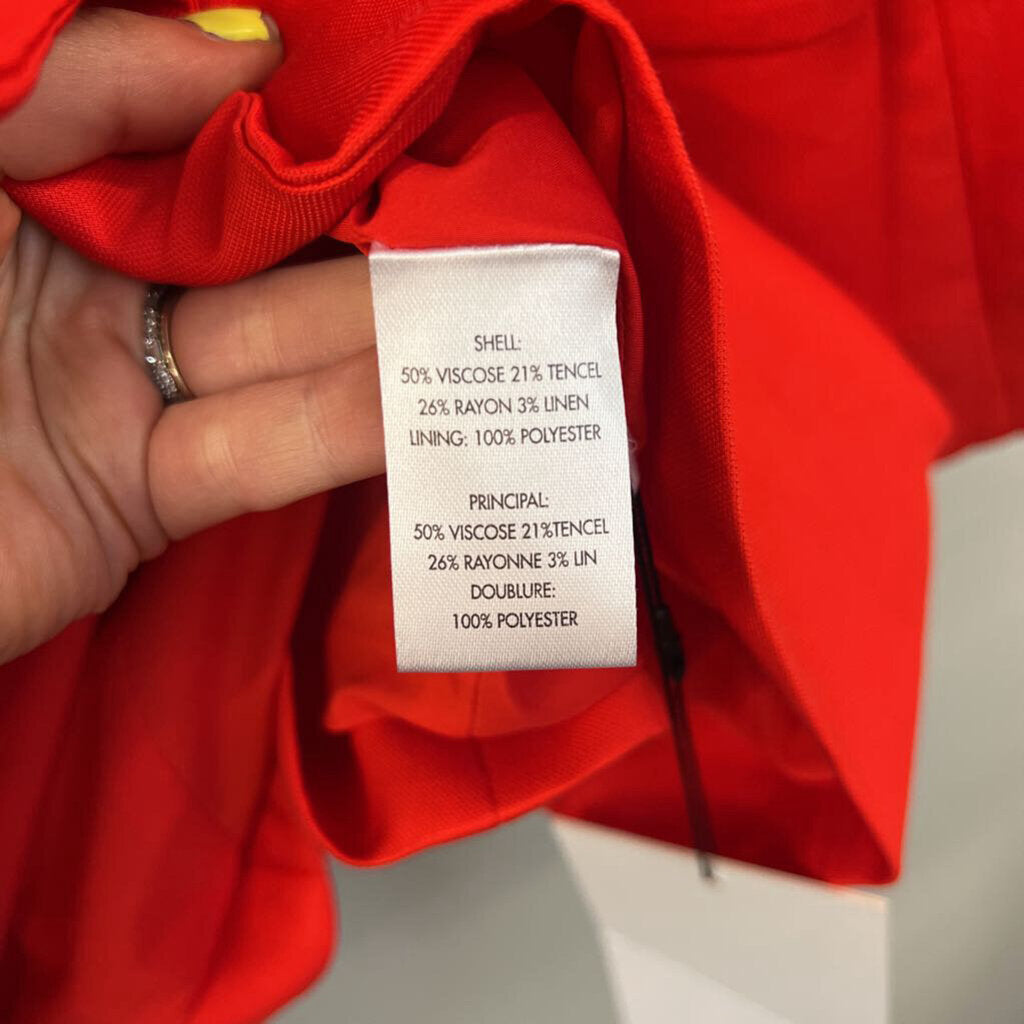 SHELL:
50% VISCOSE 21% TENCEL
26% RAYON 3% LINEN
LINING: 100% POLYESTER
PRINCIPAL:
50% VISCOSE 21%TENCEL
26% RAYONNE 3% LIN
DOUBLURE:
100% POLYESTER